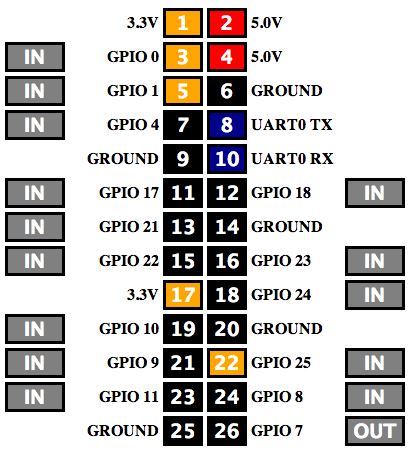 3.3V 1 2 5.0V
IN GPIO 0 3 4 5.0V
IN GPIO 1 5 6 GROUND
IN GPIO 4 7 8 UART0 TX
GROUND 9 10 UART0 RX
IN GPIO 17 11 12 GPIO 18 IN
IN GPIO 21 13 14 GROUND
IN GPIO 22 15 16 GPIO 23 IN
3.3V 17 18 GPIO 24 IN
IN GPIO 10 19 20 GROUND
IN GPIO 9 21 22 GPIO 25 IN
IN GPIO 11 23 24 GPIO 8 IN
GROUND 25 26 GPIO 7 OUT